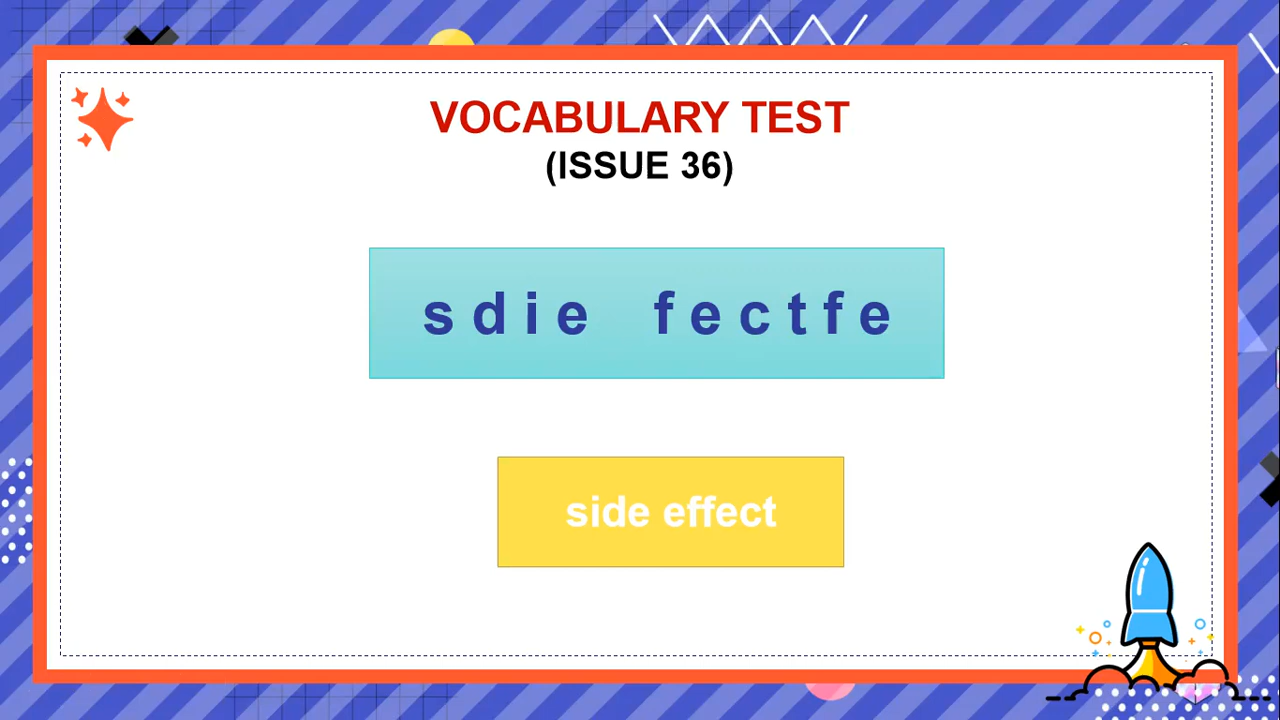 VOCABULARY TEST
(ISSUE 36)
s d i e f e c t f e
side effect